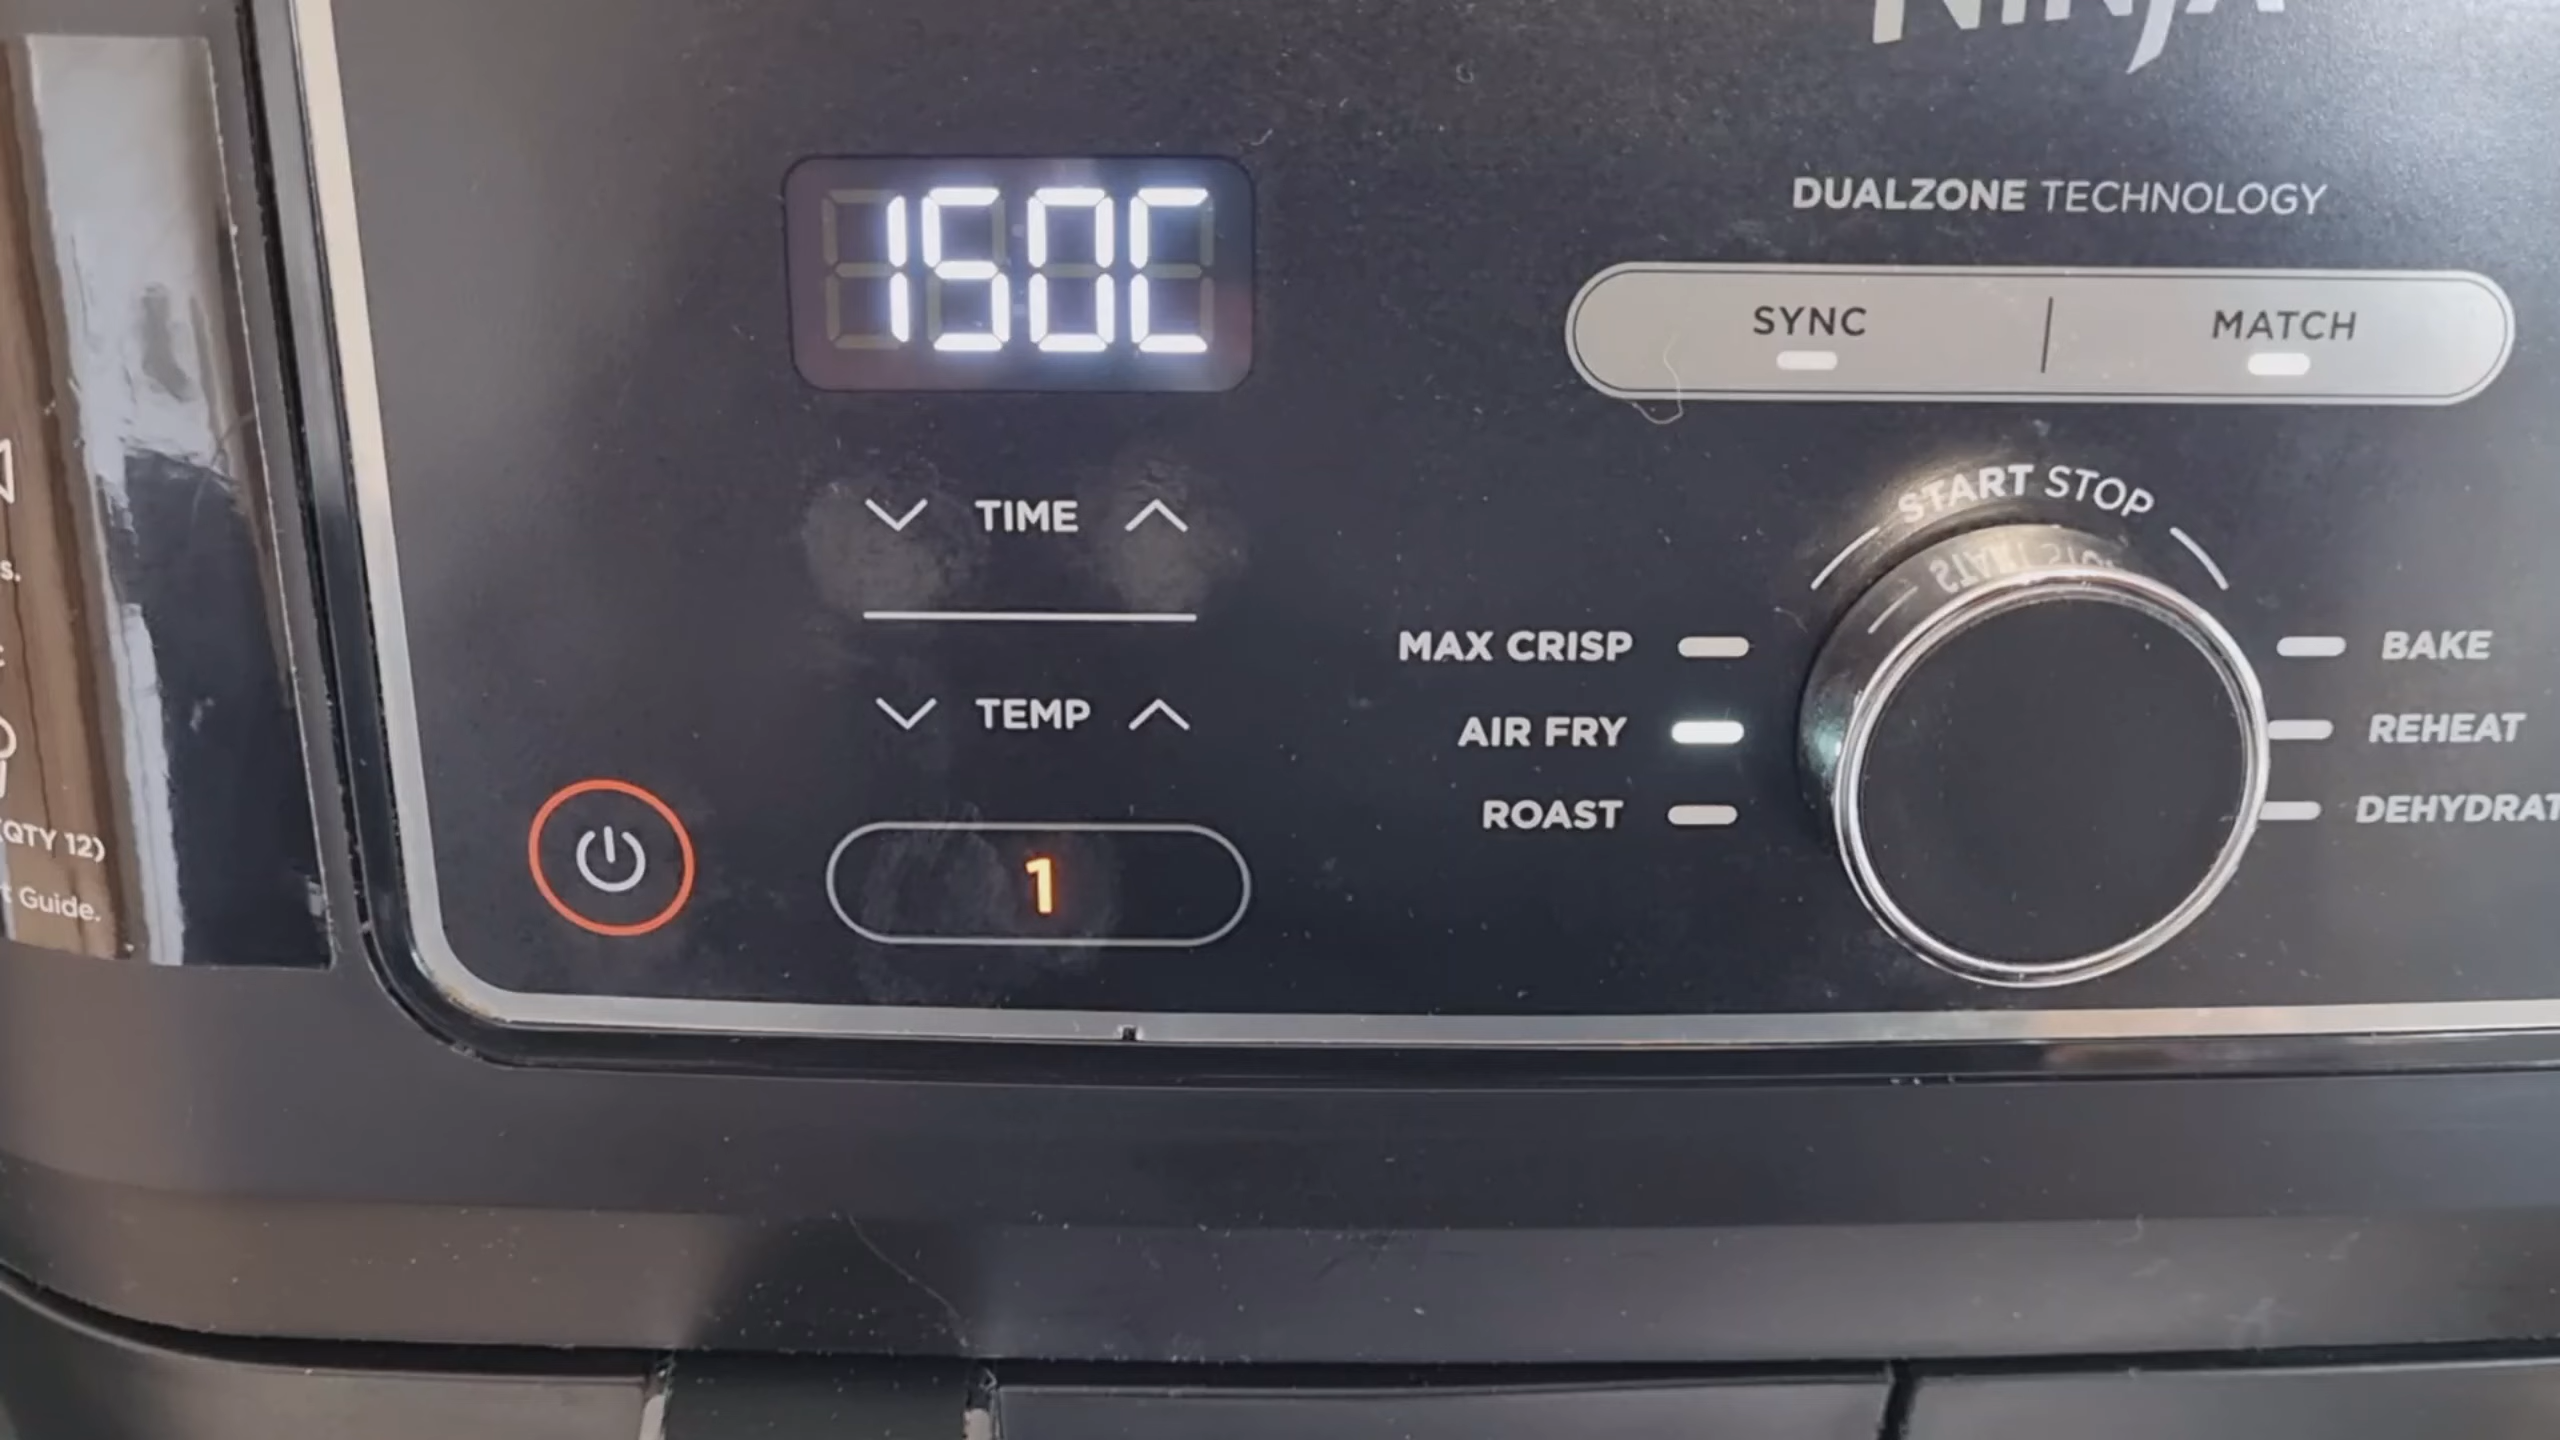 NINJA
DUALZONE TECHNOLOGY
150C
SYNC MATCH
START STOP
TIME
MAX CRISP
BAKE
AIR FRY
REHEAT
TEMP
ROAST
DEHYDRAT
1
s.
(QTY 12)
t Guide.